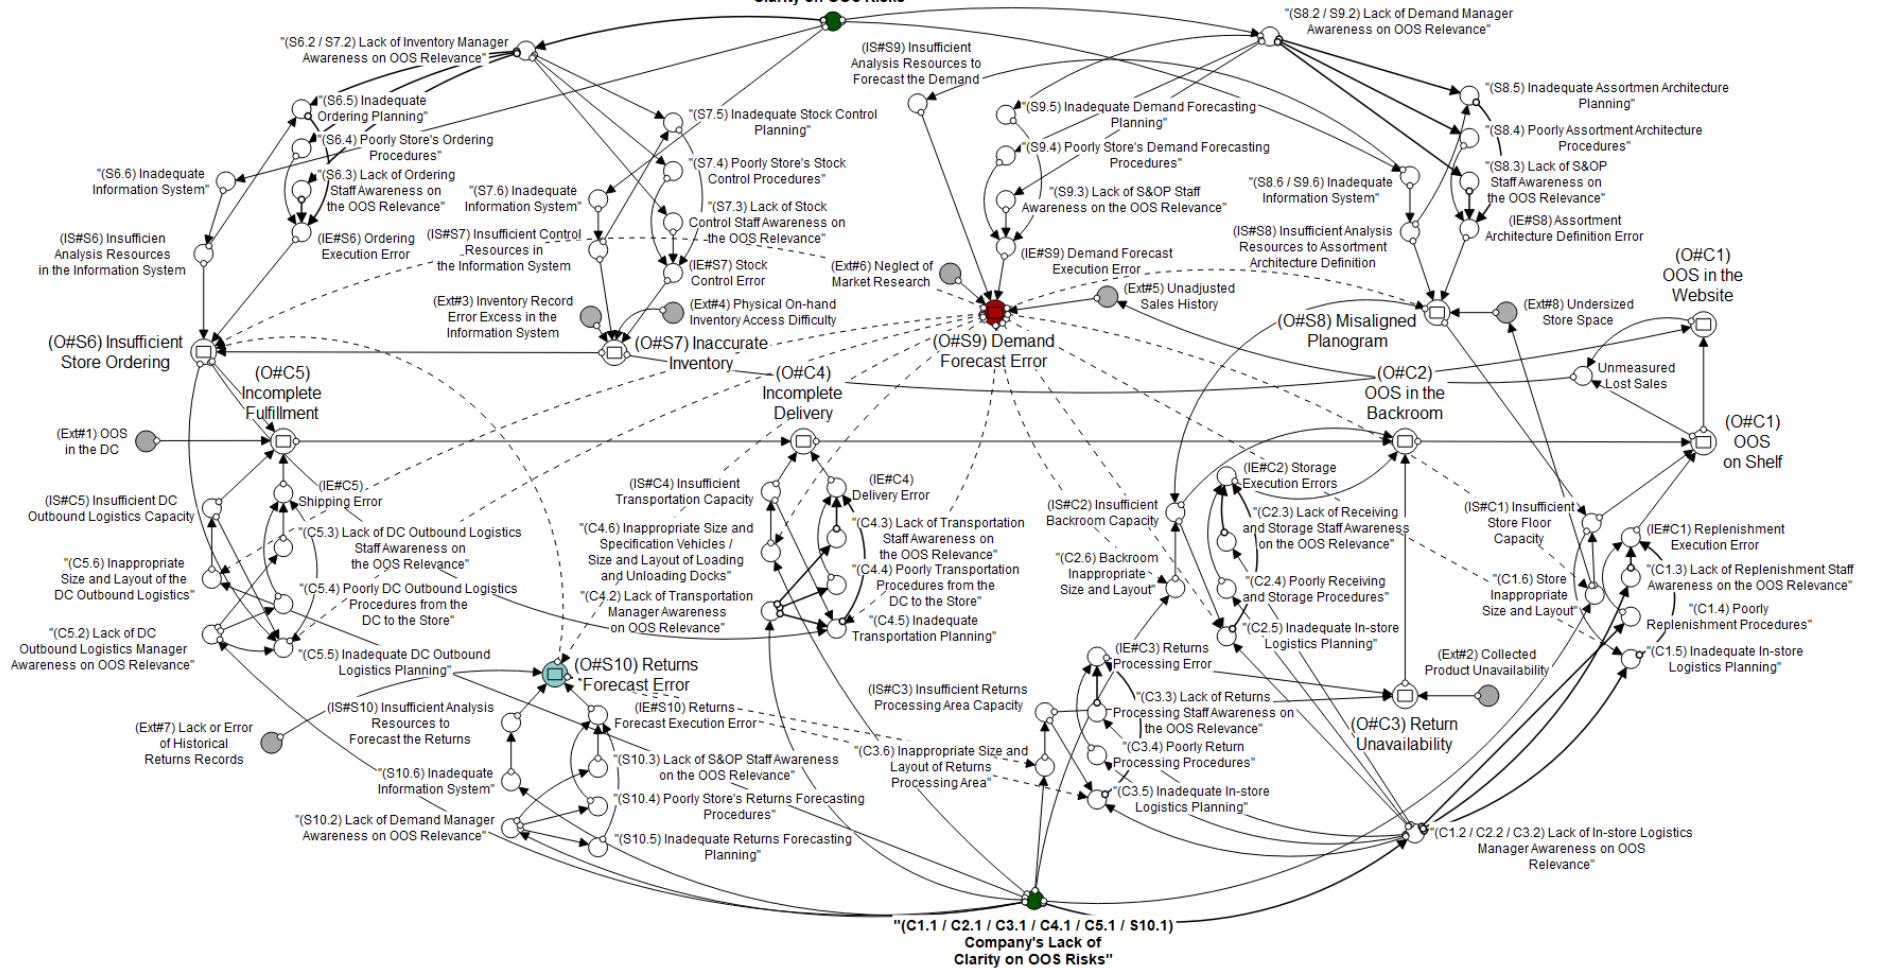 Clarity on OOS Risks"
"(S6.2 / S7.2) Lack of Inventory Manager
Awareness on OOS Relevance"
(IS#S9) Insufficient
Analysis Resources to
Forecast the Demand
"(S8.2 / S9.2) Lack of Demand Manager
Awareness on OOS Relevance"
"(S6.5) Inadequate
Ordering Planning"
"(S6.4) Poorly Store's Ordering
Procedures"
"(S6.3) Lack of Ordering
Staff Awareness on
the OOS Relevance"
"(S6.6) Inadequate
Information System"
(IS#S6) Insufficien
Analysis Resources
in the Information System
(IE#S6) Ordering
Execution Error
"(S7.5) Inadequate Stock Control
Planning"
"(S7.4) Poorly Store's Stock
Control Procedures"
"(S7.6) Inadequate
Information System"
"(S7.3) Lack of Stock
Control Staff Awareness on
the OOS Relevance"
(IS#S7) Insufficient Control
Resources in
the Information System
(IE#S7) Stock
Control Error
(Ext#3) Inventory Record
Error Excess in the
Information System
(Ext#4) Physical On-hand
Inventory Access Difficulty
"(S9.5) Inadequate Demand Forecasting
Planning"
"(S9.4) Poorly Store's Demand Forecasting
Procedures"
"(S9.3) Lack of S&OP Staff
Awareness on the OOS Relevance"
(IE#S9) Demand Forecast
Execution Error
(Ext#6) Neglect of
Market Research
(Ext#5) Unadjusted
Sales History
"(S8.5) Inadequate Assortmen Architecture
Planning"
"(S8.4) Poorly Assortment Architecture
Procedures"
"(S8.3) Lack of S&OP
Staff Awareness on
the OOS Relevance"
"(S8.6 / S9.6) Inadequate
Information System"
(IS#S8) Insufficient Analysis
Resources to Assortment
Architecture Definition
(IE#S8) Assortment
Architecture Definition Error
(O#C1)
OOS in the
Website
(Ext#8) Undersized
Store Space
(O#S6) Insufficient
Store Ordering
(O#S7) Inaccurate
Inventory
(O#S9) Demand
Forecast Error
(O#S8) Misaligned
Planogram
(O#C5)
Incomplete
Fulfillment
(O#C4)
Incomplete
Delivery
(O#C2)
OOS in the
Backroom
Unmeasured
Lost Sales
(Ext#1) OOS
in the DC
(O#C1)
OOS
on Shelf
(IS#C5) Insufficient DC
Outbound Logistics Capacity
(IE#C5)
Shipping Error
"(C5.3) Lack of DC Outbound Logistics
Staff Awareness on
the OOS Relevance"
"(C5.6) Inappropriate
Size and Layout of the
DC Outbound Logistics"
"(C5.4) Poorly DC Outbound Logistics
Procedures from the
DC to the Store"
"(C5.2) Lack of DC
Outbound Logistics Manager
Awareness on OOS Relevance"
"(C5.5) Inadequate DC Outbound
Logistics Planning"
(IS#C4) Insufficient
Transportation Capacity
(IE#C4)
Delivery Error
"(C4.6) Inappropriate Size and
Specification Vehicles /
Size and Layout of Loading
and Unloading Docks"
"(C4.3) Lack of Transportation
Staff Awareness on
the OOS Relevance"
"(C4.4) Poorly Transportation
Procedures from the
DC to the Store"
"(C4.2) Lack of Transportation
Manager Awareness
on OOS Relevance"
"(C4.5) Inadequate
Transportation Planning"
(IE#C2) Storage
Execution Errors
(IS#C2) Insufficient
Backroom Capacity
"(C2.3) Lack of Receiving
and Storage Staff Awareness
on the OOS Relevance"
"(C2.6) Backroom
Inappropriate
Size and Layout"
"(C2.4) Poorly Receiving
and Storage Procedures"
"(C2.5) Inadequate In-store
Logistics Planning"
(IS#C1) Insufficient
Store Floor
Capacity
(IE#C1) Replenishment
Execution Error
"(C1.3) Lack of Replenishment Staff
Awareness on the OOS Relevance"
"(C1.6) Store
Inappropriate
Size and Layout"
"(C1.4) Poorly
Replenishment Procedures"
"(C1.5) Inadequate In-store
Logistics Planning"
(O#S10) Returns
Forecast Error
(IE#C3) Returns
Processing Error
(Ext#2) Collected
Product Unavailability
(IS#C3) Insufficient Returns
Processing Area Capacity
"(C3.3) Lack of Returns
Processing Staff Awareness on
the OOS Relevance"
(O#C3) Return
Unavailability
(Ext#7) Lack or Error
of Historical
Returns Records
(IS#S10) Insufficient Analysis
Resources to
Forecast the Returns
(IE#S10) Returns
Forecast Execution Error
"(C3.6) Inappropriate Size and
Layout of Returns
Processing Area"
"(C3.4) Poorly Return
Processing Procedures"
"(S10.6) Inadequate
Information System"
"(S10.3) Lack of S&OP Staff Awareness
on the OOS Relevance"
"(C3.5) Inadequate In-store
Logistics Planning"
"(S10.4) Poorly Store's Returns Forecasting
Procedures"
"(S10.2) Lack of Demand Manager
Awareness on OOS Relevance"
"(S10.5) Inadequate Returns Forecasting
Planning"
"(C1.2 / C2.2 / C3.2) Lack of In-store Logistics
Manager Awareness on OOS
Relevance"
"(C1.1 / C2.1 / C3.1 / C4.1 / C5.1 / S10.1)
Company's Lack of
Clarity on OOS Risks"